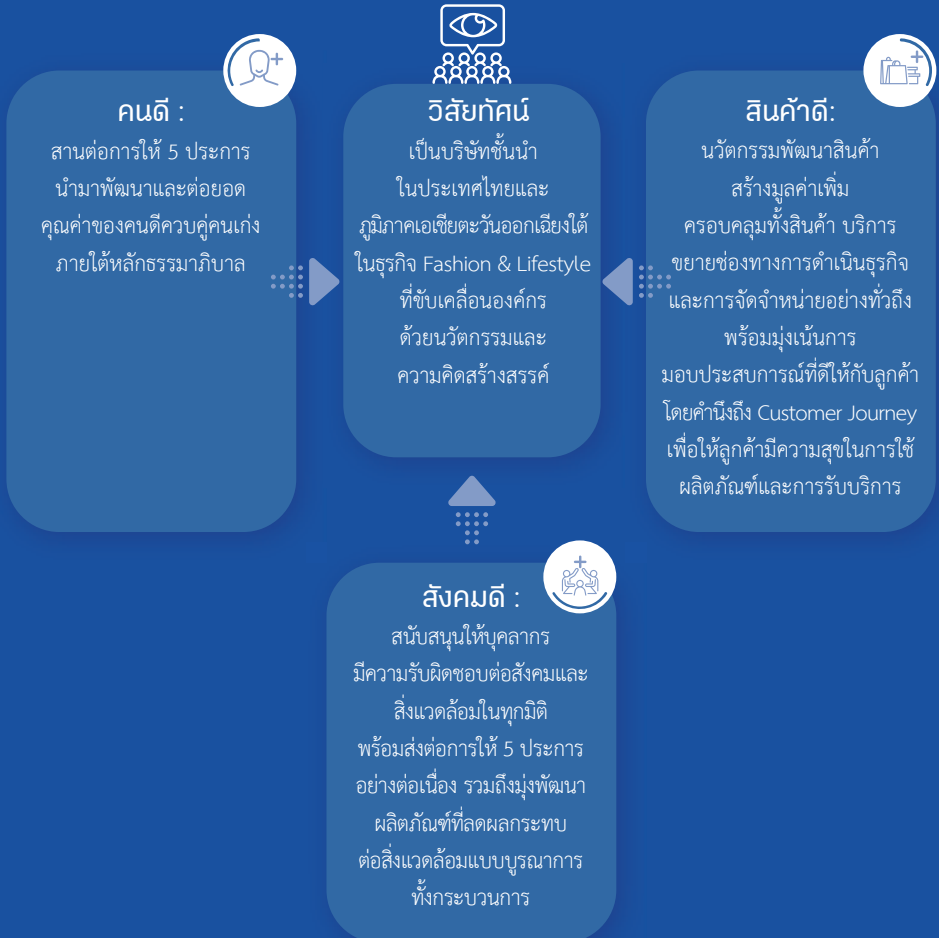 คนดี :
สานต่อการให้ 5 ประการ
นำมาพัฒนาและต่อยอด
คุณค่าของคนดีควบคู่คนเก่ง
ภายใต้หลักธรรมาภิบาล
วิสัยทัศน์
เป็นบริษัทชั้นนำ
ในประเทศไทยและ
ภูมิภาคเอเชียตะวันออกเฉียงใต้
ในธุรกิจ Fashion & Lifestyle
ที่ขับเคลื่อนองค์กร
ด้วยนวัตกรรมและ
ความคิดสร้างสรรค์
สินค้าดี:
นวัตกรรมพัฒนาสินค้า
สร้างมูลค่าเพิ่ม
ครอบคลุมทั้งสินค้า บริการ
ขยายช่องทางการดำเนินธุรกิจ
และการจัดจำหน่ายอย่างทั่วถึง
พร้อมมุ่งเน้นการ
มอบประสบการณ์ที่ดีให้กับลูกค้า
โดยคำนึงถึง Customer Journey
เพื่อให้ลูกค้ามีความสุขในการใช้
ผลิตภัณฑ์และการรับบริการ
สังคมดี :
สนับสนุนให้บุคลากร
มีความรับผิดชอบต่อสังคมและ
สิ่งแวดล้อมในทุกมิติ
พร้อมส่งต่อการให้ 5 ประการ
อย่างต่อเนื่อง รวมถึงมุ่งพัฒนา
ผลิตภัณฑ์ที่ลดผลกระทบ
ต่อสิ่งแวดล้อมแบบบูรณาการ
ทั้งกระบวนการ